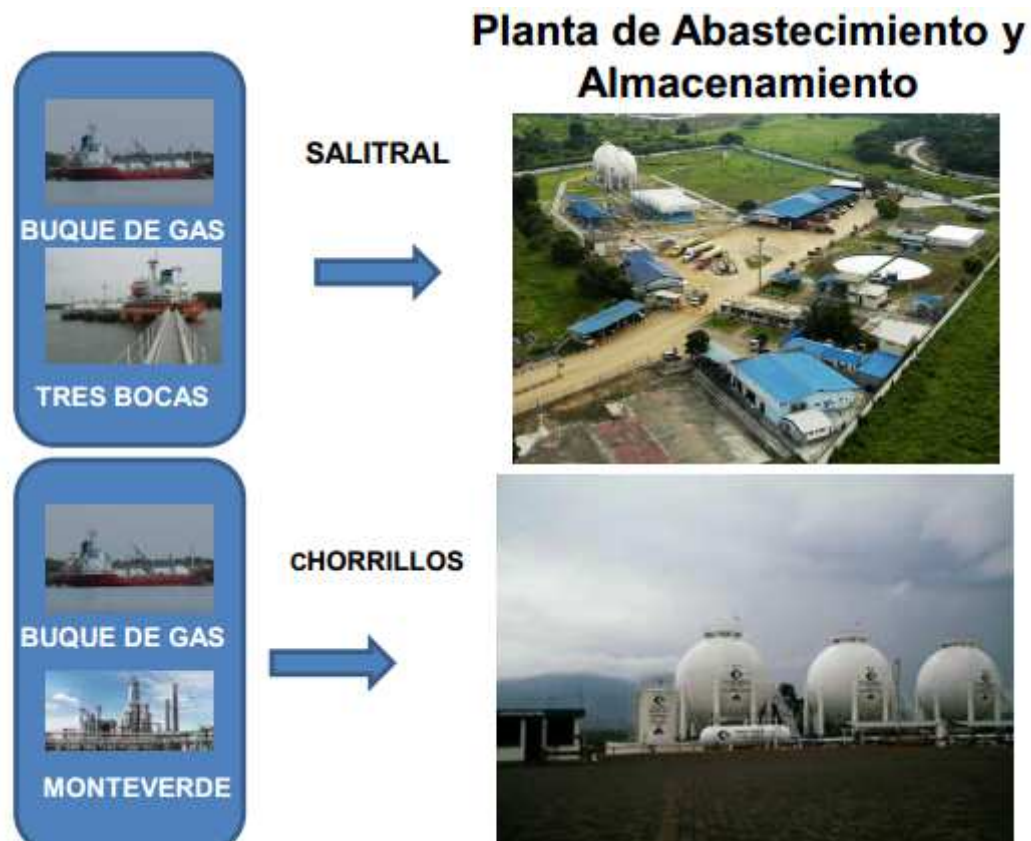 Planta de Abastecimiento y
Almacenamiento
SALITRAL
BUQUE DE GAS
TRES BOCAS
CHORRILLOS
BUQUE DE GAS
MONTEVERDE